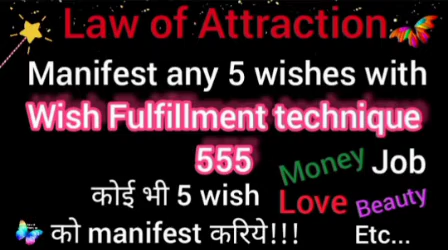 Law of Attraction
Manifest any 5 wishes with
Wish Fulfillment technique
555
Money Job
कोई भी 5 wish Love Beauty
को manifest करिये!!! Etc...